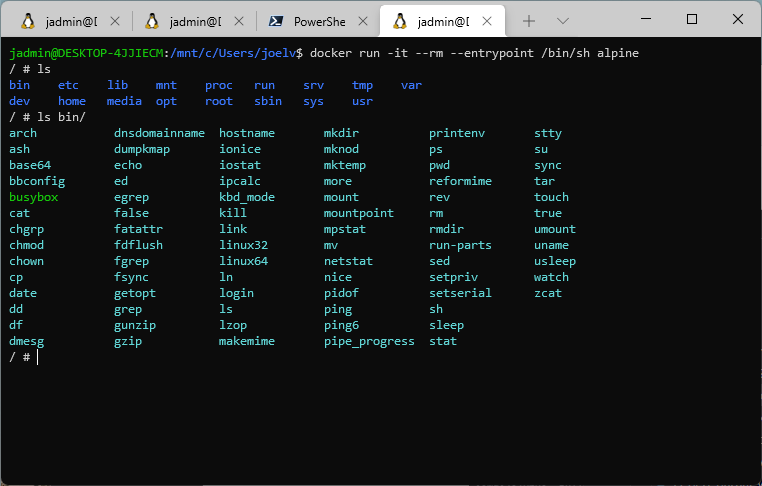 jadmin@D jadmin@D PowerShe jadmin@D
jadmin@DESKTOP-4JJIECM:/mnt/c/Users/joelv$ docker run -it --rm --entrypoint /bin/sh alpine
/ # ls
bin etc lib mnt proc run srv tmp var
dev home media opt root sbin sys usr
/ # ls bin/
arch dnsdomainname hostname mkdir printenv stty
ash dumpkmap ionice mknod ps su
base64 echo iostat mktemp pwd sync
bbconfig ed ipcalc more reformime tar
busybox egrep kbd_mode mount rev touch
cat false kill mountpoint rm true
chgrp fatattr link mpstat rmdir umount
chmod fdflush linux32 mv run-parts uname
chown fgrep linux64 netstat sed usleep
cp fsync ln nice setpriv watch
date getopt login pidof setserial zcat
dd grep ls ping sh
df gunzip lzop ping6 sleep
dmesg gzip makemime pipe_progress stat
/ #